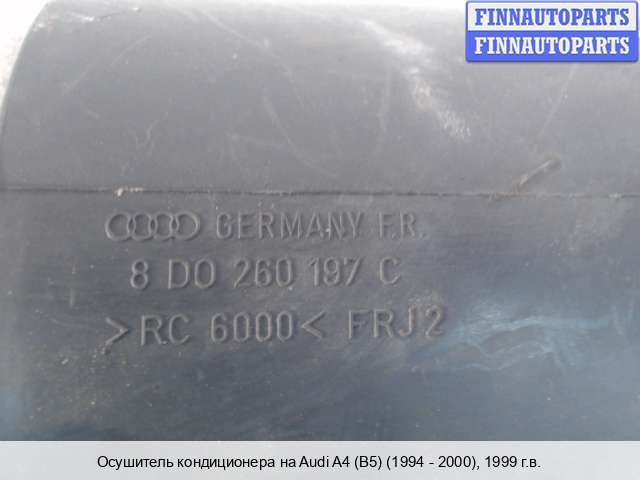 FINNAUTOPARTS
FINNAUTOPARTS
GERMANY F.R.
8 D0 260 197 C
>RC 6000< FRJ2
Осушитель кондиционера на Audi A4 (B5) (1994 - 2000), 1999 г.в.